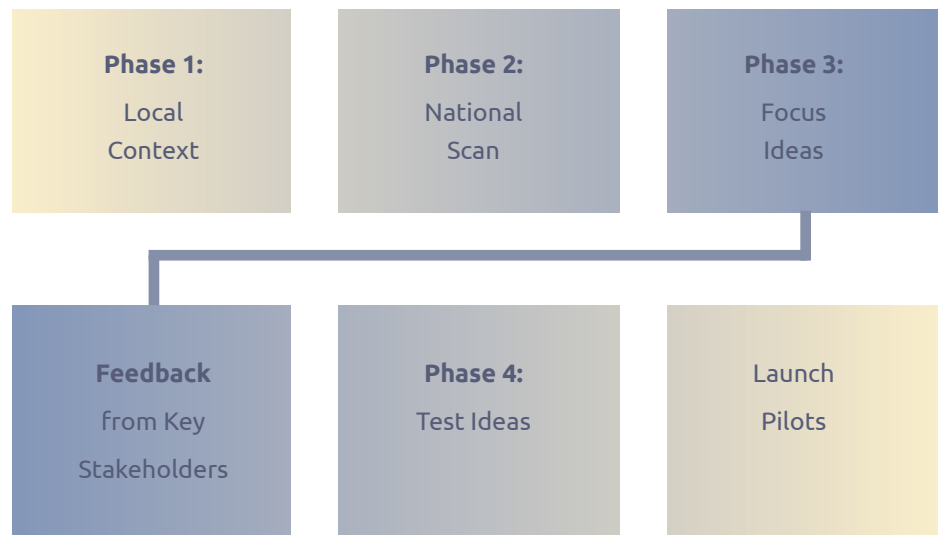 Phase 1:
Local
Context
Phase 2:
National
Scan
Phase 3:
Focus
Ideas
Feedback
from Key
Stakeholders
Phase 4:
Test Ideas
Launch
Pilots